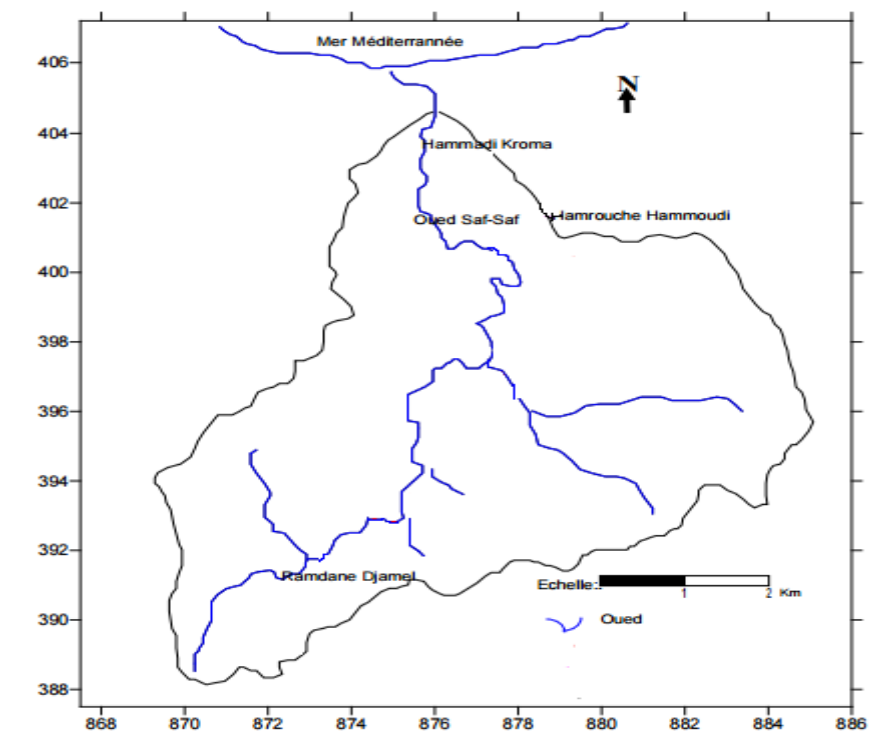 406
Mer Méditerrannée
N
404
Hammadi Kroma
402
Oued Saf-Saf
Hamrouche Hammoudi
400
398
396
394
392
Ramdane Djamel
Echelle:
1
2
Km
390
Oued
388
868
870
872
874
876
878
880
882
884
886